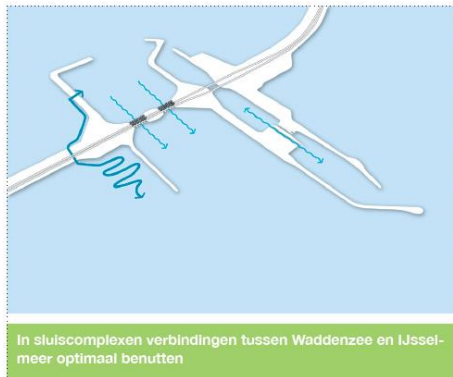 In sluiscomplexen verbindingen tussen Waddenzee en IJssel-
meer optimaal benutten